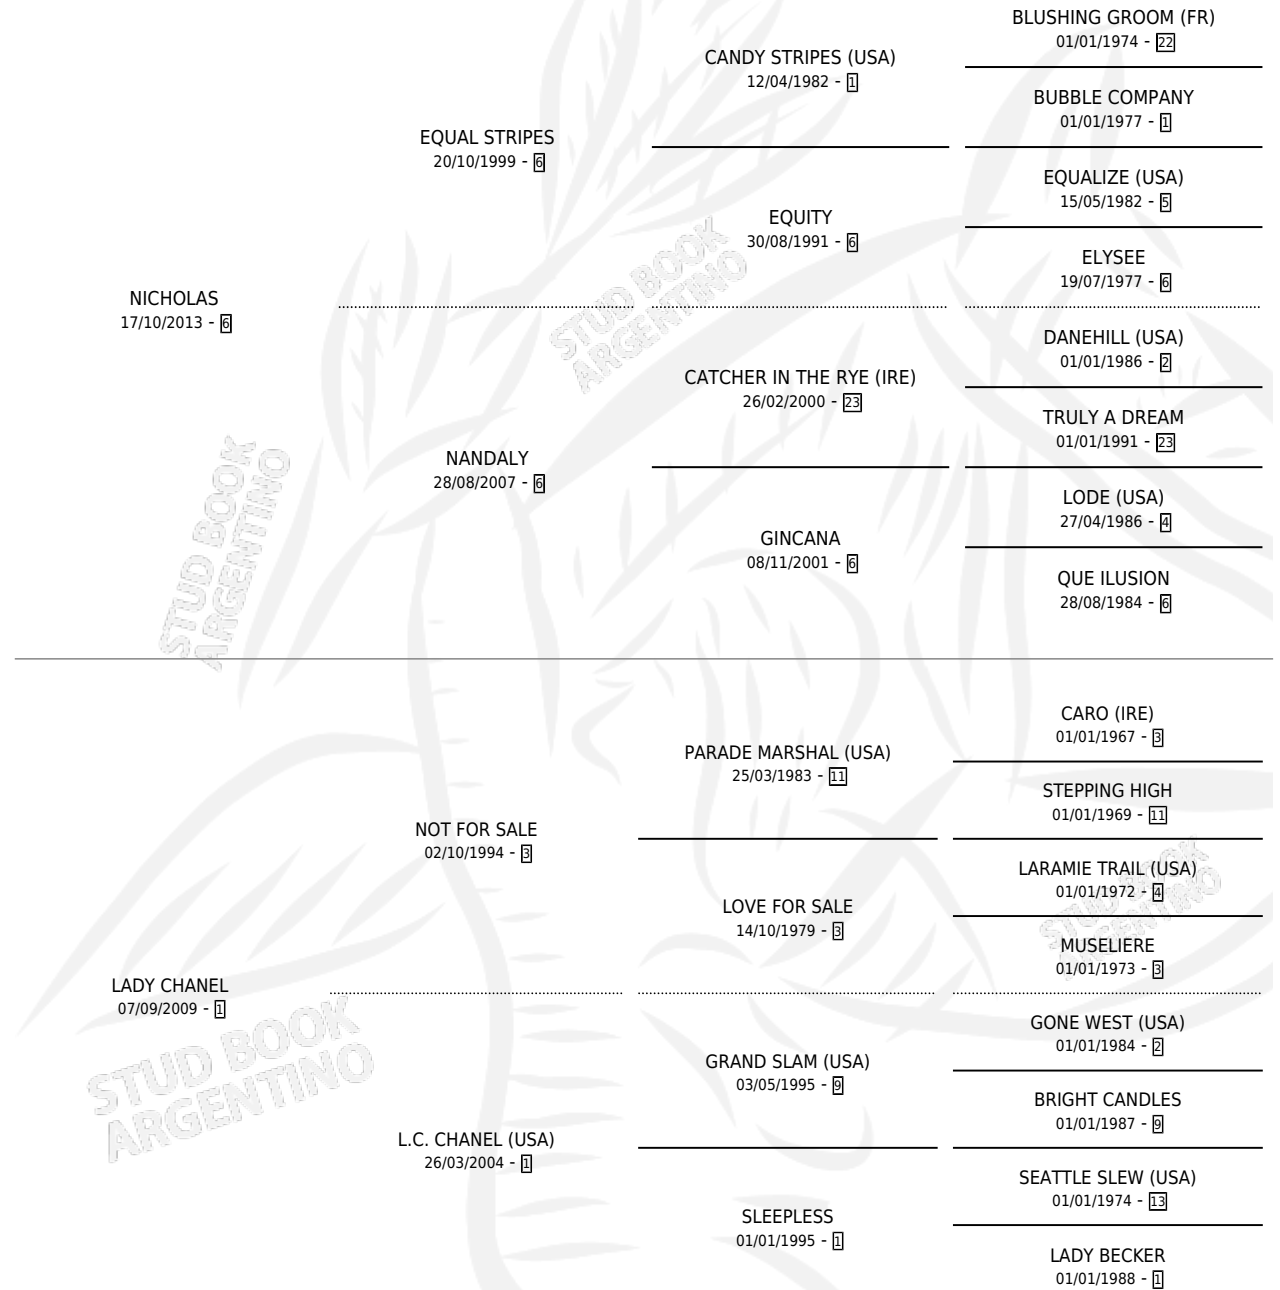 BLUSHING GROOM (FR)
01/01/1974 - 22
CANDY STRIPES (USA)
12/04/1982 - 1
BUBBLE COMPANY
01/01/1977 - 1
EQUAL STRIPES
20/10/1999 - 6
EQUALIZE (USA)
15/05/1982 - 5
EQUITY
30/08/1991 - 6
ELYSEE
19/07/1977 - 6
NICHOLAS
17/10/2013 - 6
DANEHILL (USA)
01/01/1986 - 2
CATCHER IN THE RYE (IRE)
26/02/2000 - 23
TRULY A DREAM
01/01/1991 - 23
NANDALY
28/08/2007 - 6
LODE (USA)
27/04/1986 - 4
GINCANA
08/11/2001 - 6
QUE ILUSION
28/08/1984 - 6
CARO (IRE)
01/01/1967 - 3
PARADE MARSHAL (USA)
25/03/1983 - 11
STEPPING HIGH
01/01/1969 - 11
NOT FOR SALE
02/10/1994 - 3
LARAMIE TRAIL (USA)
01/01/1972 - 4
LOVE FOR SALE
14/10/1979 - 3
MUSELIERE
01/01/1973 - 3
LADY CHANEL
07/09/2009 - 1
GONE WEST (USA)
01/01/1984 - 2
GRAND SLAM (USA)
03/05/1995 - 9
BRIGHT CANDLES
01/01/1987 - 9
L.C. CHANEL (USA)
26/03/2004 - 1
SEATTLE SLEW (USA)
01/01/1974 - 13
SLEEPLESS
01/01/1995 - 1
LADY BECKER
01/01/1988 - 1
STUD BOOK
ARGENTINO
STUD BOOK
ARGENTINO
STUD BOOK
ARGENTINO
STUD BOOK
ARGENTINO